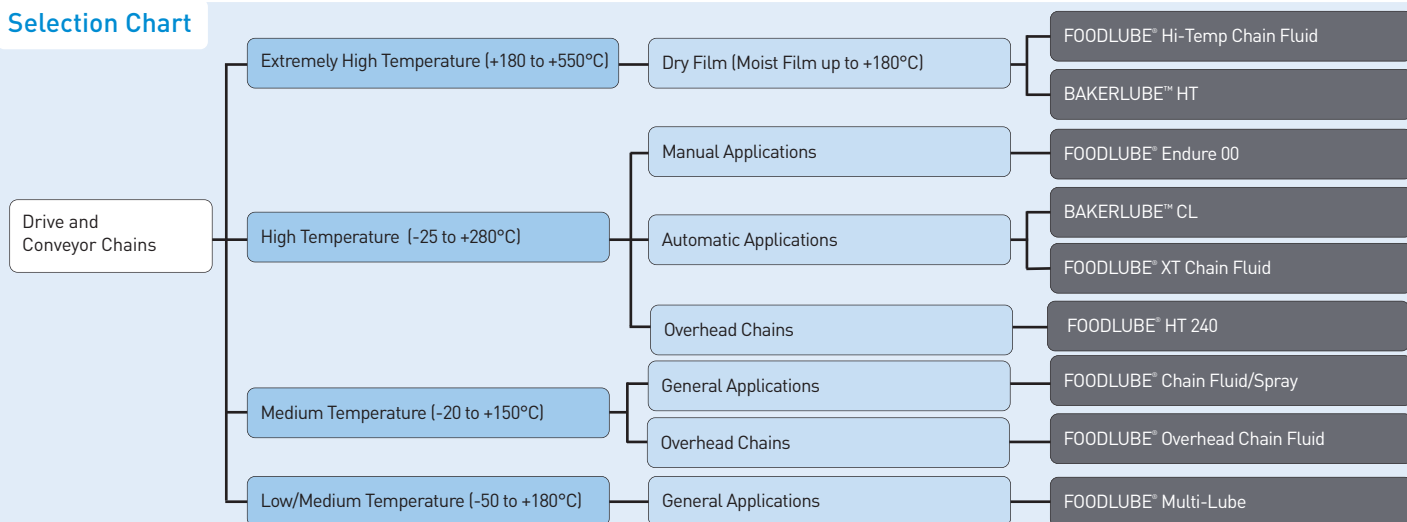 Selection Chart
Drive and
Conveyor Chains
Extremely High Temperature (+180 to +550°C)
Dry Film (Moist Film up to +180°C)
FOODLUBE® Hi-Temp Chain Fluid
BAKERLUBE™ HT
High Temperature (-25 to +280°C)
Manual Applications
FOODLUBE® Endure 00
Automatic Applications
BAKERLUBE™ CL
FOODLUBE® XT Chain Fluid
Overhead Chains
FOODLUBE® HT 240
Medium Temperature (-20 to +150°C)
General Applications
FOODLUBE® Chain Fluid/Spray
Overhead Chains
FOODLUBE® Overhead Chain Fluid
Low/Medium Temperature (-50 to +180°C)
General Applications
FOODLUBE® Multi-Lube